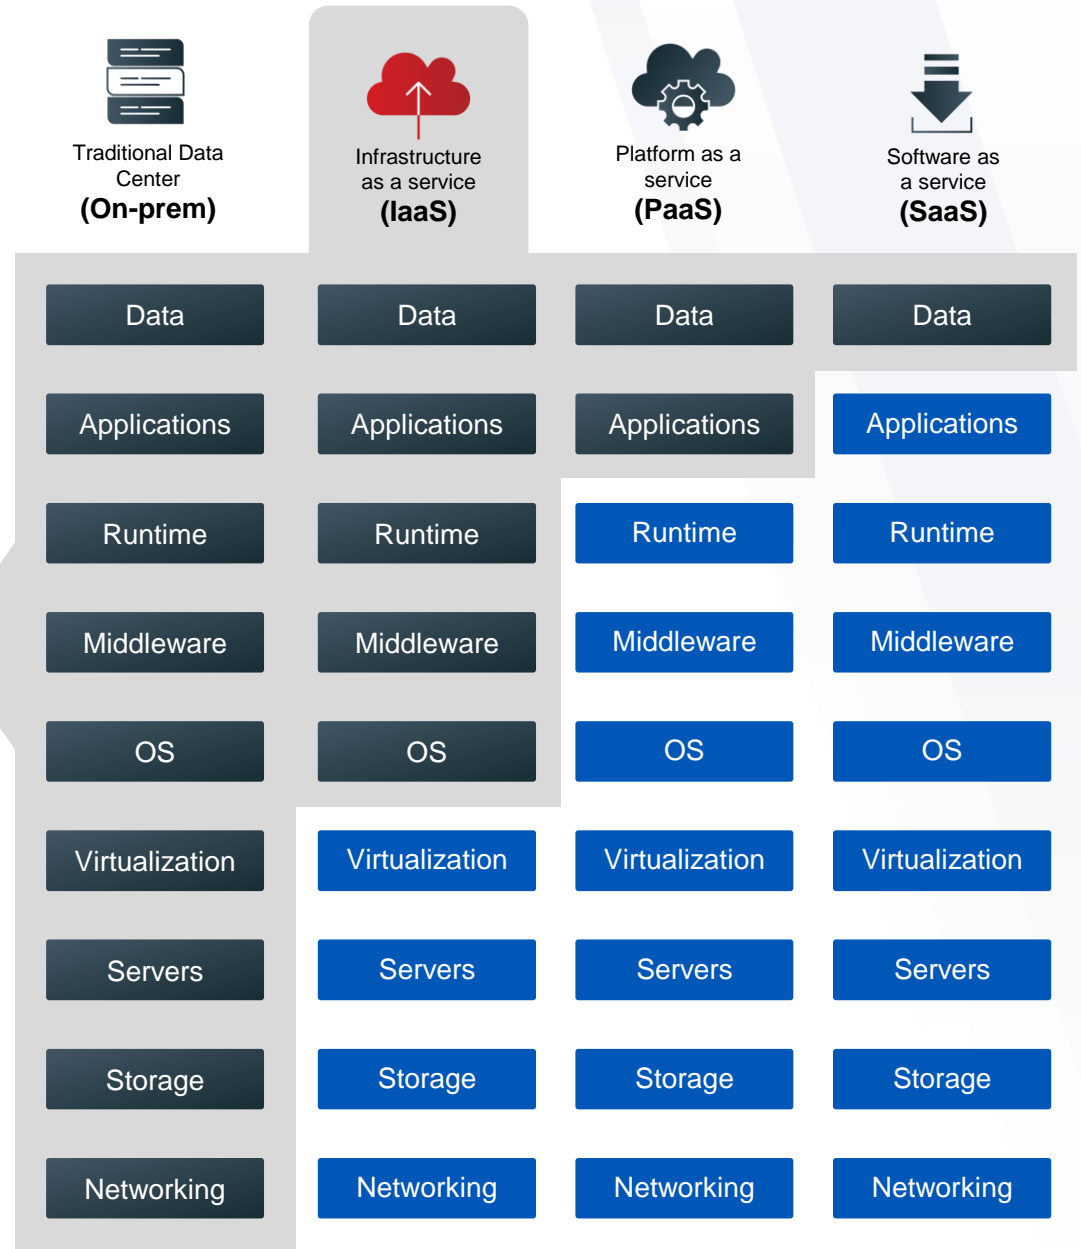 Traditional Data
Center
(On-prem)
Infrastructure
as a service
(IaaS)
Platform as a
service
(PaaS)
Software as
a service
(SaaS)
Data
Data
Data
Data
Applications
Applications
Applications
Applications
Runtime
Runtime
Runtime
Runtime
Middleware
Middleware
Middleware
Middleware
OS
OS
OS
OS
Virtualization
Virtualization
Virtualization
Virtualization
Servers
Servers
Servers
Servers
Storage
Storage
Storage
Storage
Networking
Networking
Networking
Networking